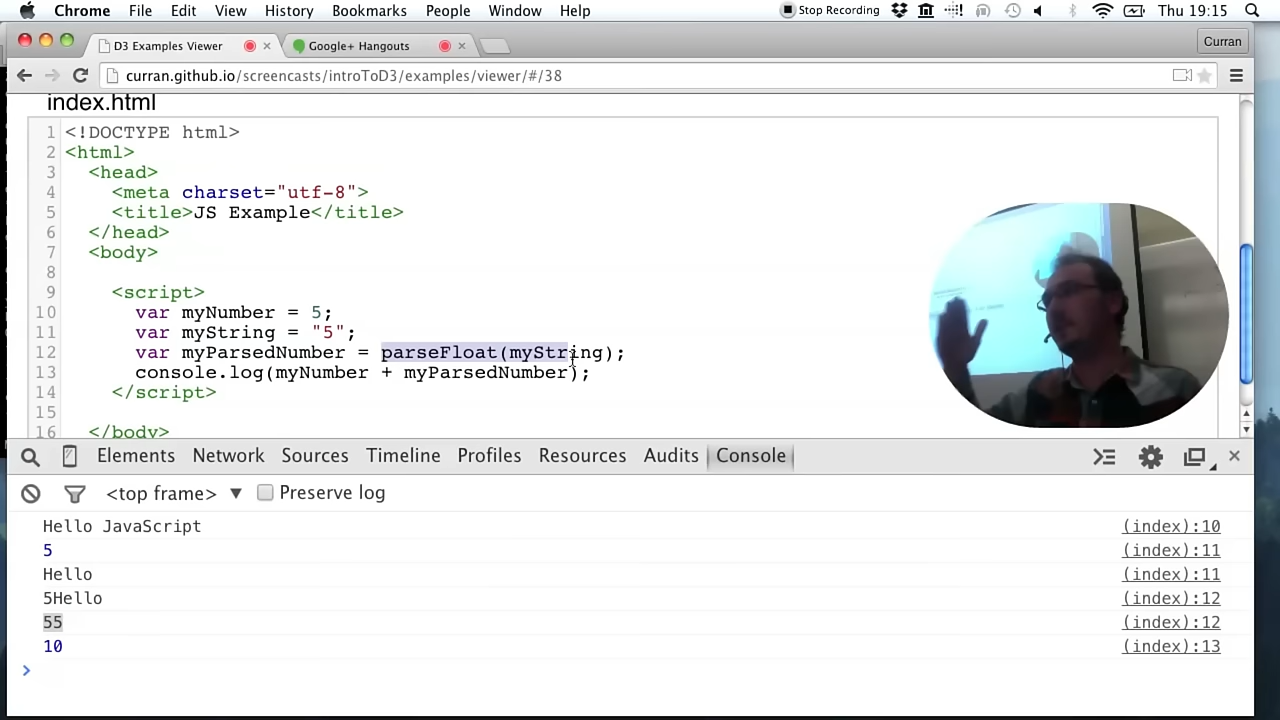 Chrome File Edit View History Bookmarks People Window Help Stop Recording Thu 19:15
D3 Examples Viewer × Google+ Hangouts × Curran
curran.github.io/screencasts/introToD3/examples/viewer/#/38
index.html
1 <!DOCTYPE html>
2 <html>
3 <head>
4 <meta charset="utf-8">
5 <title>JS Example</title>
6 </head>
7 <body>
8
9 <script>
10 var myNumber = 5;
11 var myString = "5";
12 var myParsedNumber = parseFloat(myString);
13 console.log(myNumber + myParsedNumber);
14 </script>
15
16 </body>
Elements Network Sources Timeline Profiles Resources Audits Console
<top frame> ▼ Preserve log
Hello JavaScript (index):10
5 (index):11
Hello (index):11
5Hello (index):12
55 (index):12
10 (index):13